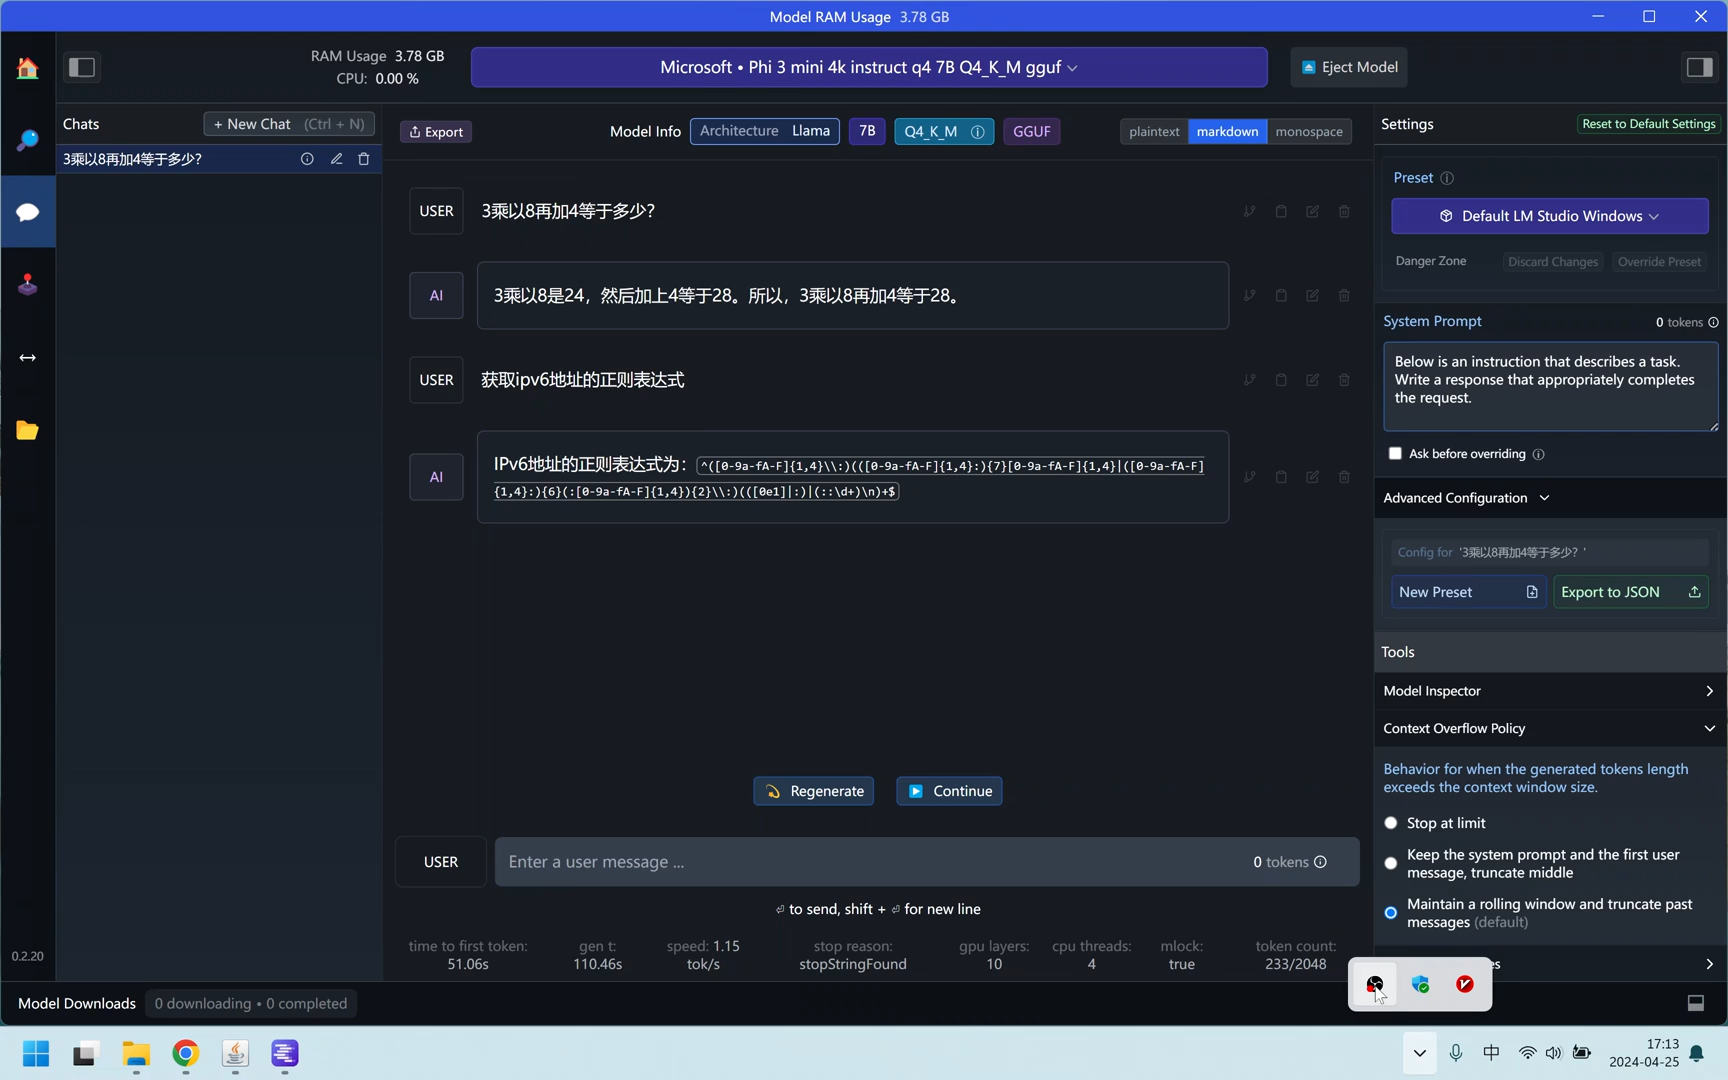 Model RAM Usage 3.78 GB
RAM Usage 3.78 GB
CPU: 0.00 %
Microsoft • Phi 3 mini 4k instruct q4 7B Q4_K_M gguf
Eject Model
Chats
+ New Chat (Ctrl + N)
3乘以8再加4等于多少？
Export
Model Info
Architecture Llama
7B
Q4_K_M
GGUF
plaintext
markdown
monospace
USER
3乘以8再加4等于多少？
AI
3乘以8是24，然后加上4等于28。所以，3乘以8再加4等于28。
USER
获取ipv6地址的正则表达式
AI
IPv6地址的正则表达式为：^([0-9a-fA-F]{1,4}\\:)(([0-9a-fA-F]{1,4}:){7}[0-9a-fA-F]{1,4}|([0-9a-fA-F]
{1,4}:){6}(:[0-9a-fA-F]{1,4}){2}\\:)(([0e1]|:)|(::\d+)\n)+$
Regenerate
Continue
USER
Enter a user message ...
0 tokens
⏎ to send, shift + ⏎ for new line
time to first token:
51.06s
gen t:
110.46s
speed: 1.15
tok/s
stop reason:
stopStringFound
gpu layers:
10
cpu threads:
4
mlock:
true
token count:
233/2048
Settings
Reset to Default Settings
Preset
Default LM Studio Windows
Danger Zone
Discard Changes
Override Preset
System Prompt
0 tokens
Below is an instruction that describes a task.
Write a response that appropriately completes
the request.
Ask before overriding
Advanced Configuration
Config for '3乘以8再加4等于多少？'
New Preset
Export to JSON
Tools
Model Inspector
Context Overflow Policy
Behavior for when the generated tokens length
exceeds the context window size.
Stop at limit
Keep the system prompt and the first user
message, truncate middle
Maintain a rolling window and truncate past
messages (default)
es
0.2.20
Model Downloads
0 downloading • 0 completed
中
17:13
2024-04-25